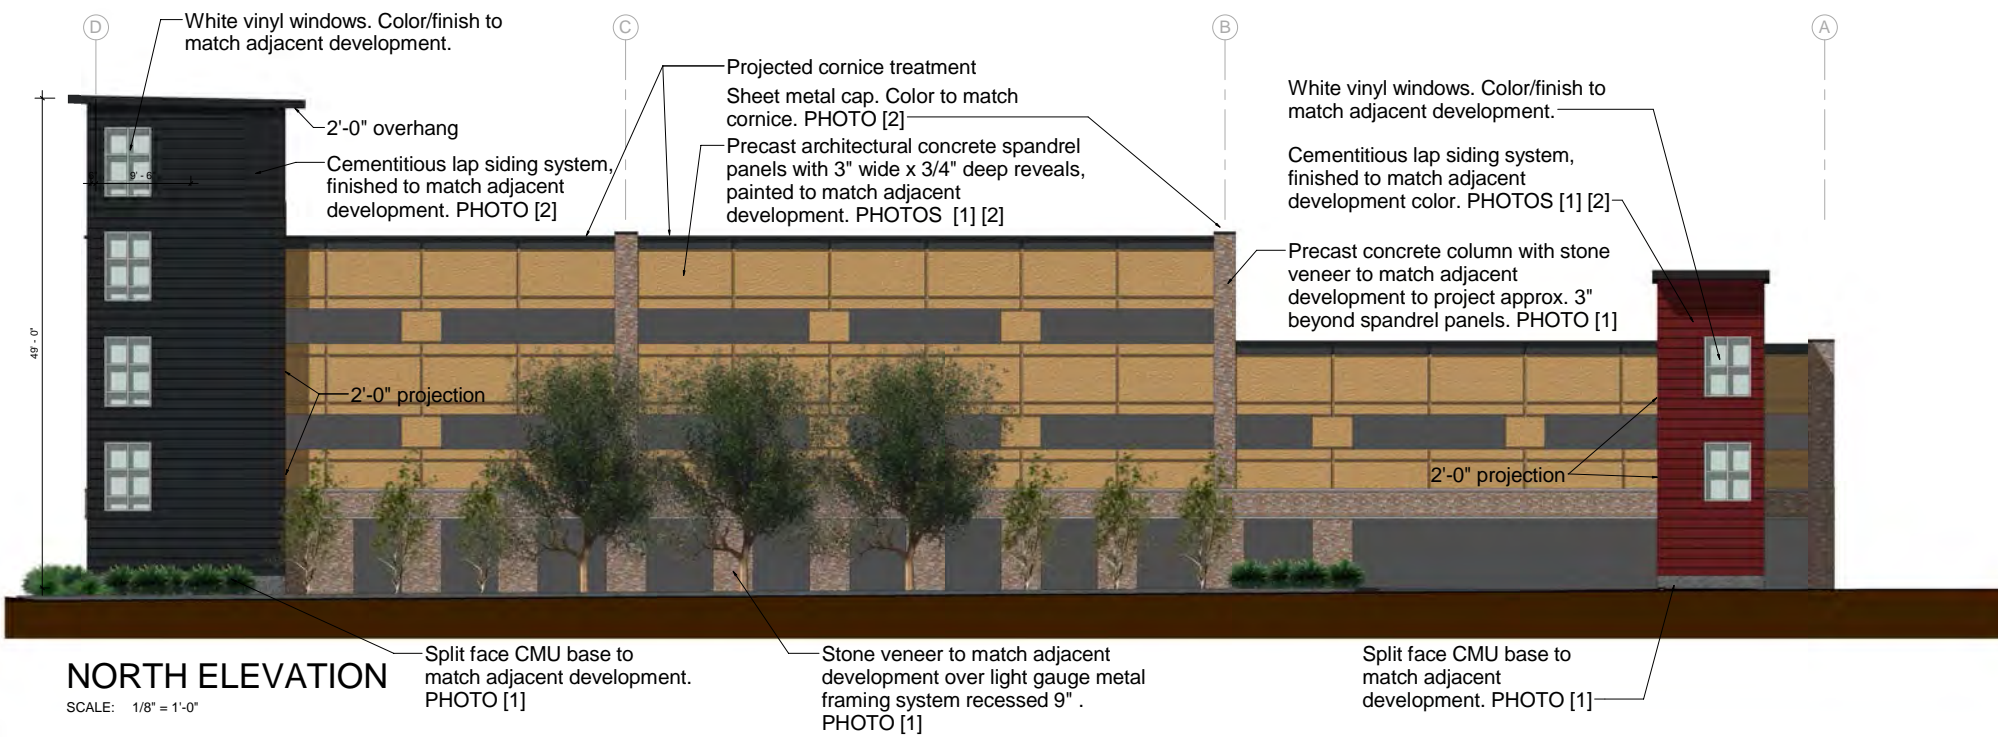 D
C
B
A
White vinyl windows. Color/finish to
match adjacent development.
2'-0" overhang
Cementitious lap siding system,
finished to match adjacent
development. PHOTO [2]
9' - 6"
49' - 0"
Projected cornice treatment
Sheet metal cap. Color to match
cornice. PHOTO [2]
Precast architectural concrete spandrel
panels with 3" wide x 3/4" deep reveals,
painted to match adjacent
development. PHOTOS [1] [2]
White vinyl windows. Color/finish to
match adjacent development.
Cementitious lap siding system,
finished to match adjacent
development color. PHOTOS [1] [2]
Precast concrete column with stone
veneer to match adjacent
development to project approx. 3"
beyond spandrel panels. PHOTO [1]
2'-0" projection
2'-0" projection
NORTH ELEVATION
SCALE: 1/8" = 1'-0"
Split face CMU base to
match adjacent development.
PHOTO [1]
Stone veneer to match adjacent
development over light gauge metal
framing system recessed 9" .
PHOTO [1]
Split face CMU base to
match adjacent
development. PHOTO [1]